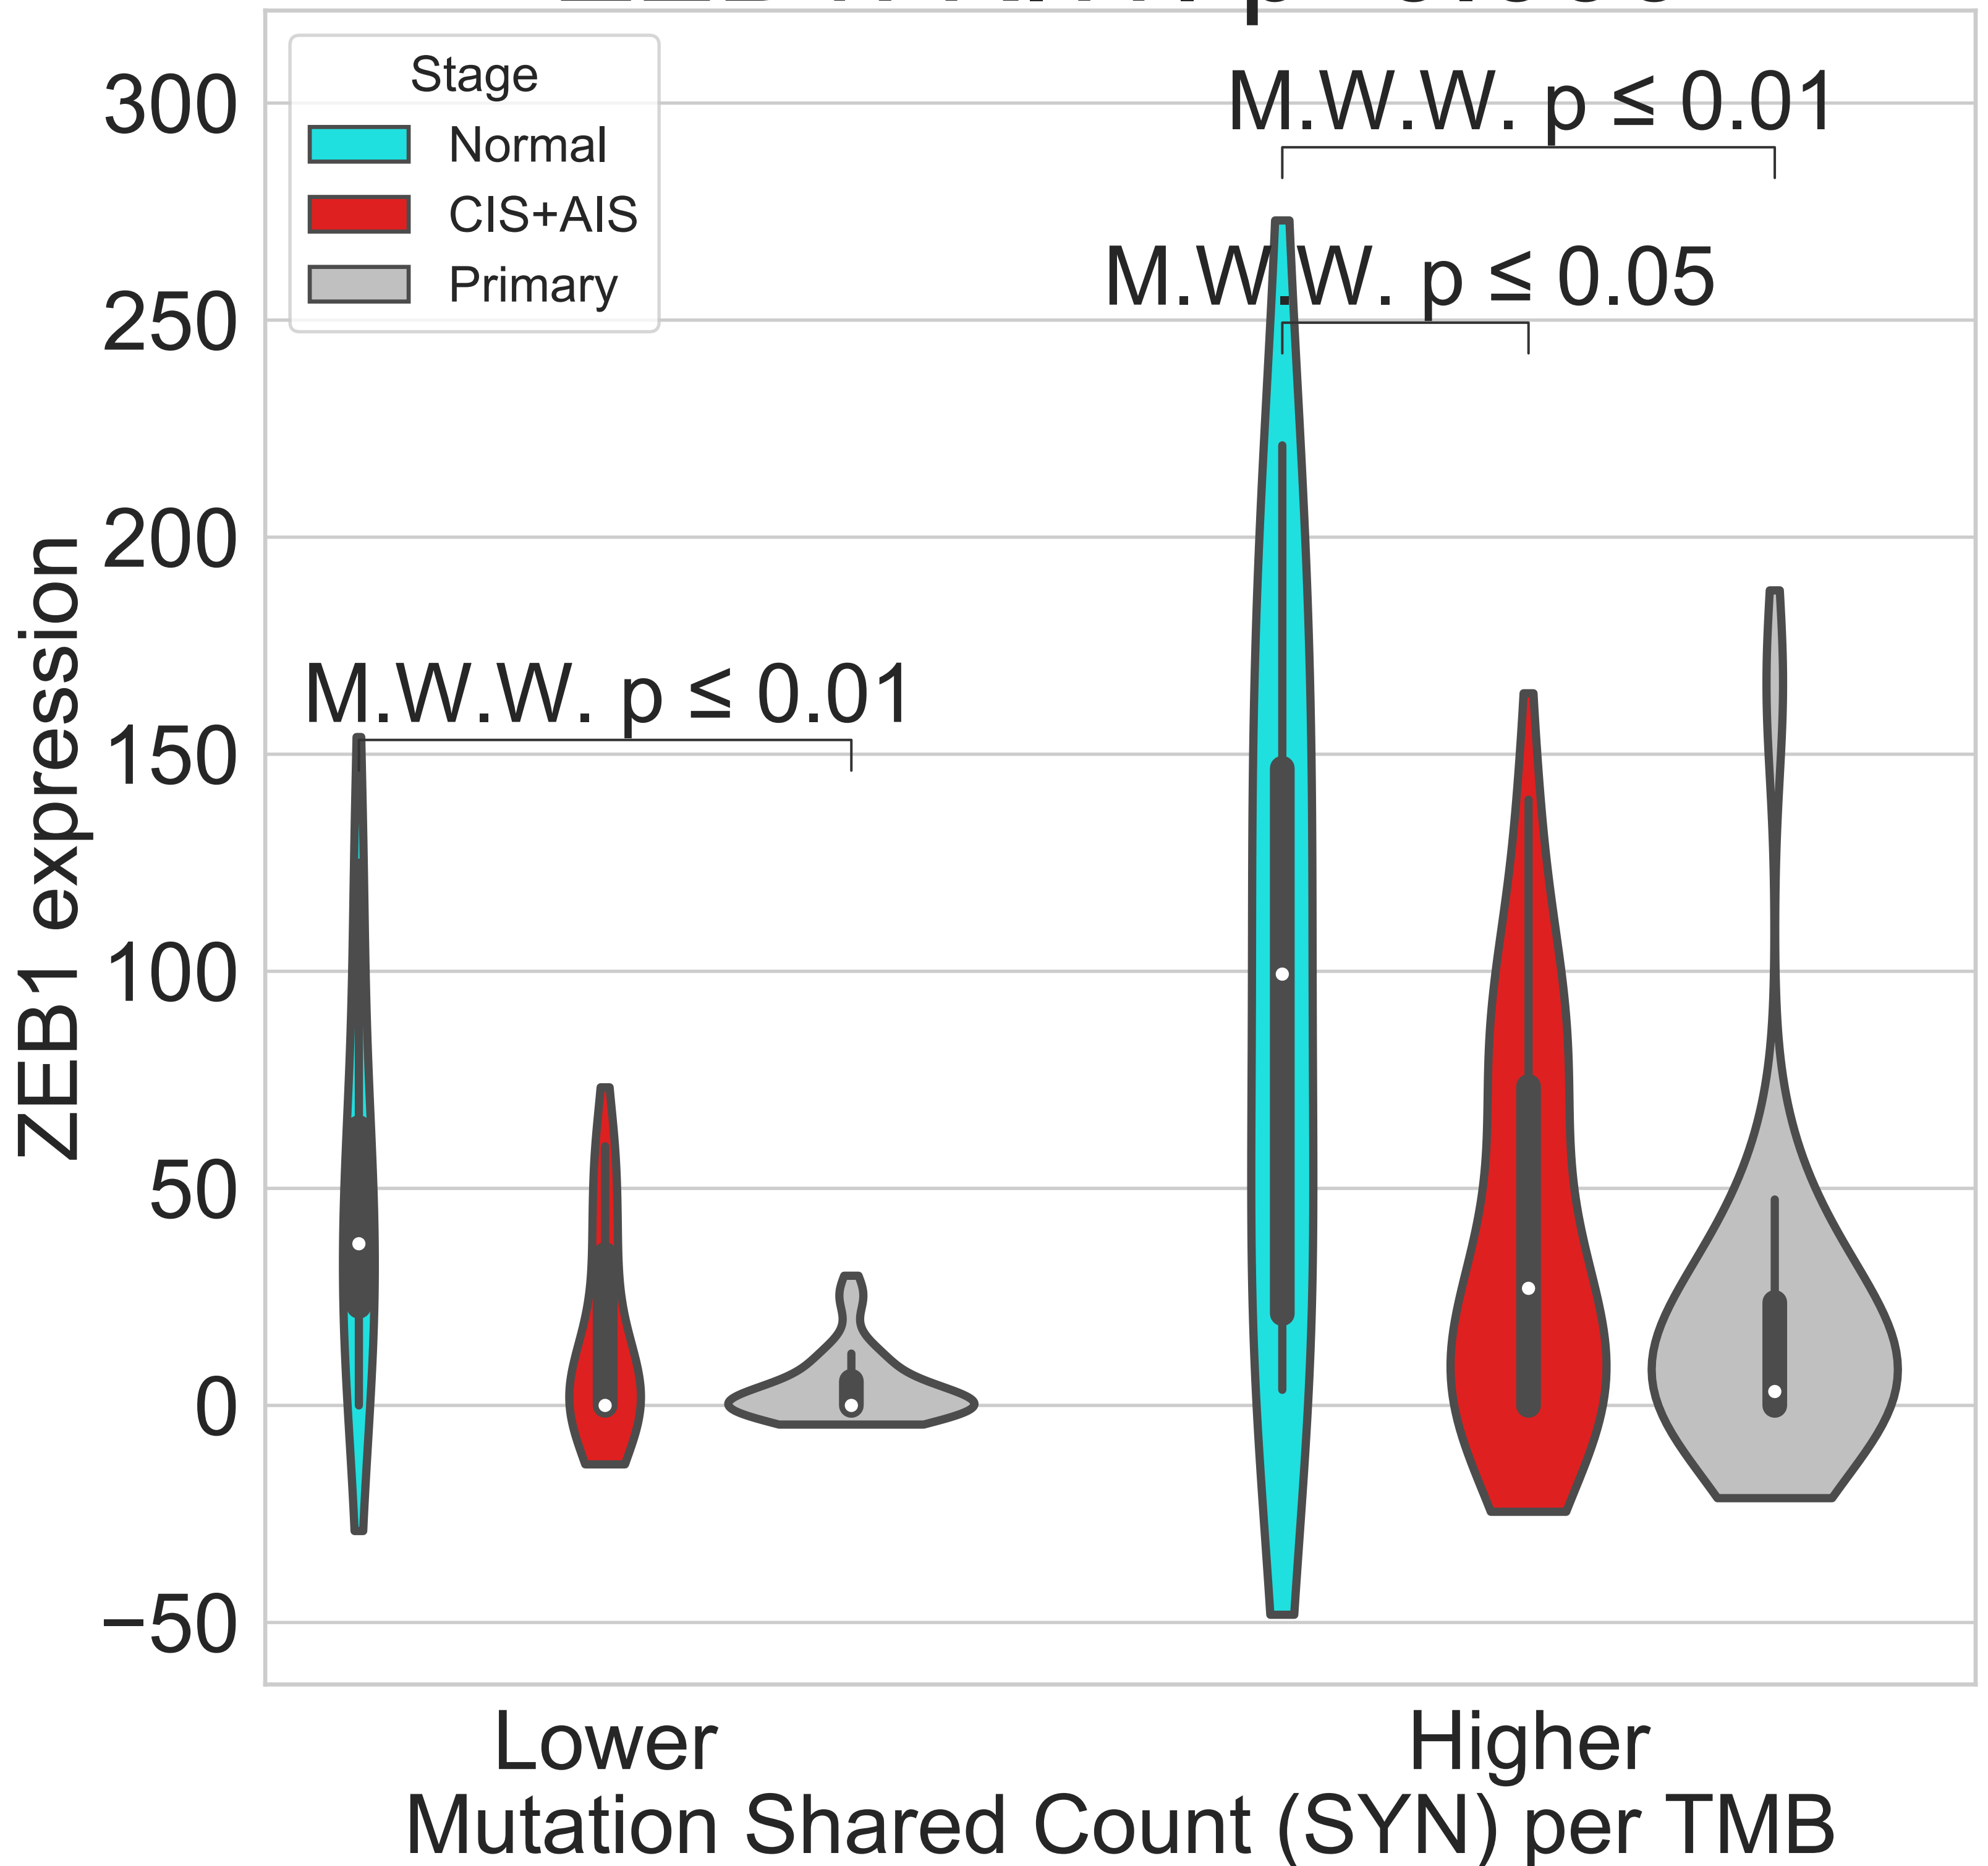 Stage
Normal
CIS+AIS
Primary
M.W.W. p ≤ 0.01
M.W.W. p ≤ 0.05
M.W.W. p ≤ 0.01
300
250
200
150
100
50
0
−50
ZEB1 expression
Lower
Higher
Mutation Shared Count (SYN) per TMB